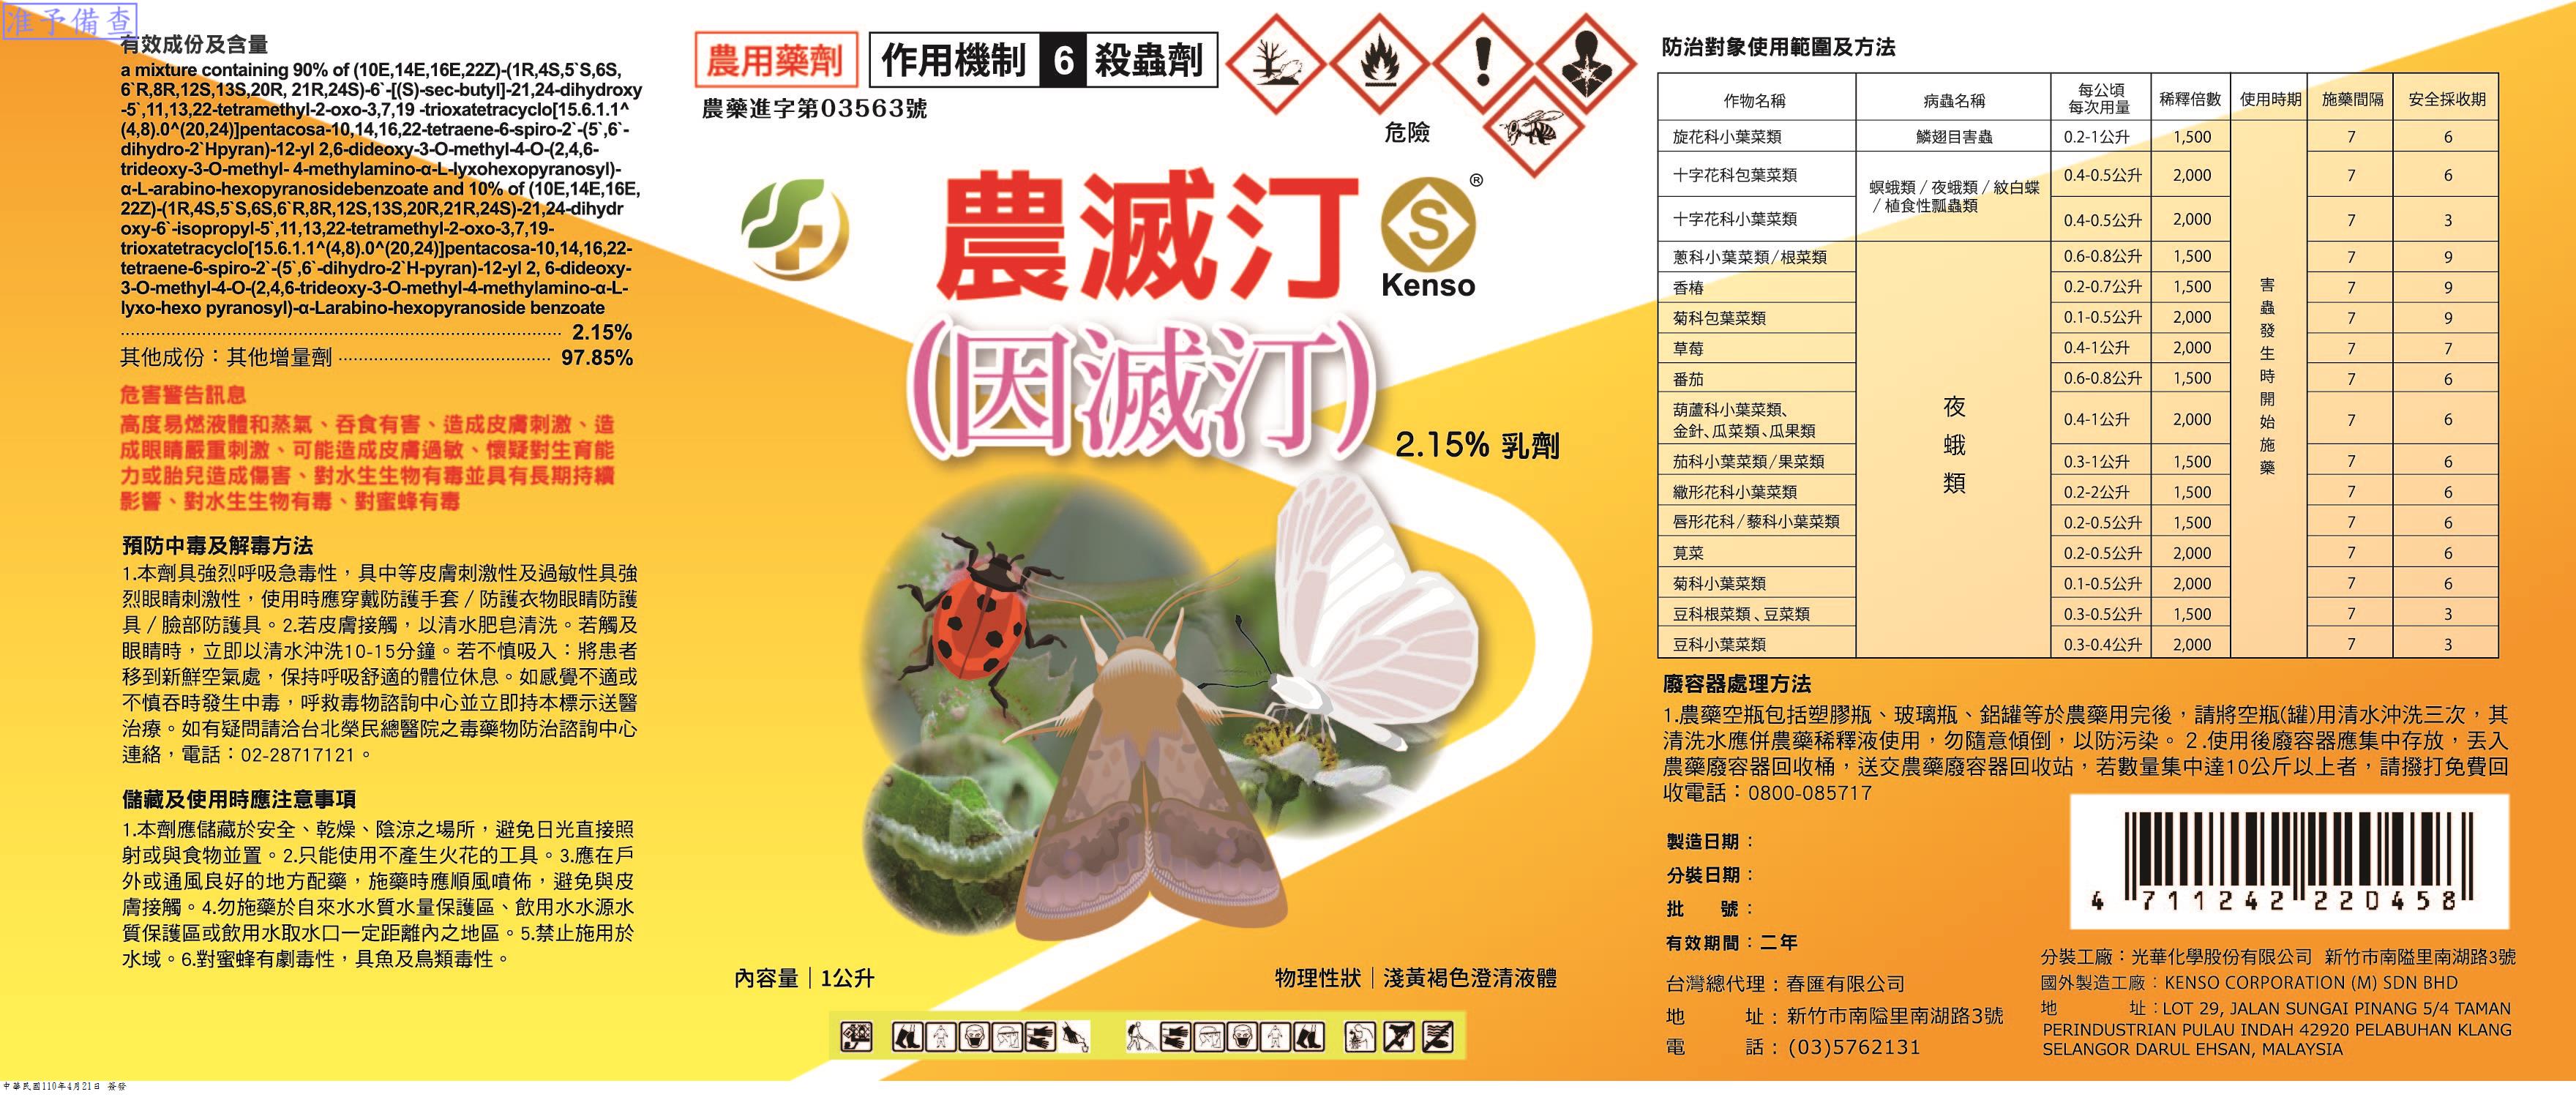 准予備查
有效成份及含量
a mixture containing 90% of (10E,14E,16E,22Z)-(1R,4S,5`S,6S,
6`R,8R,12S,13S,20R, 21R,24S)-6`-[(S)-sec-butyl]-21,24-dihydroxy
-5`,11,13,22-tetramethyl-2-oxo-3,7,19 -trioxatetracyclo[15.6.1.1^
(4,8).0^(20,24)]pentacosa-10,14,16,22-tetraene-6-spiro-2`-(5`,6`-
dihydro-2`Hpyran)-12-yl 2,6-dideoxy-3-O-methyl-4-O-(2,4,6-
trideoxy-3-O-methyl- 4-methylamino-α-L-lyxohexopyranosyl)-
α-L-arabino-hexopyranosidebenzoate and 10% of (10E,14E,16E,
22Z)-(1R,4S,5`S,6S,6`R,8R,12S,13S,20R,21R,24S)-21,24-dihydr
oxy-6`-isopropyl-5`,11,13,22-tetramethyl-2-oxo-3,7,19-
trioxatetracyclo[15.6.1.1^(4,8).0^(20,24)]pentacosa-10,14,16,22-
tetraene-6-spiro-2`-(5`,6`-dihydro-2`H-pyran)-12-yl 2, 6-dideoxy-
3-O-methyl-4-O-(2,4,6-trideoxy-3-O-methyl-4-methylamino-α-L-
lyxo-hexo pyranosyl)-α-Larabino-hexopyranoside benzoate
2.15%
其他成份：其他增量劑 97.85%
危害警告訊息
高度易燃液體和蒸氣、吞食有害、造成皮膚刺激、造
成眼睛嚴重刺激、可能造成皮膚過敏、懷疑對生育能
力或胎兒造成傷害、對水生生物有毒並具有長期持續
影響、對水生生物有毒、對蜜蜂有毒
預防中毒及解毒方法
1.本劑具強烈呼吸急毒性，具中等皮膚刺激性及過敏性具強
烈眼睛刺激性，使用時應穿戴防護手套／防護衣物眼睛防護
具／臉部防護具。2.若皮膚接觸，以清水肥皂清洗。若觸及
眼睛時，立即以清水沖洗10-15分鐘。若不慎吸入：將患者
移到新鮮空氣處，保持呼吸舒適的體位休息。如感覺不適或
不慎吞時發生中毒，呼救毒物諮詢中心並立即持本標示送醫
治療。如有疑問請洽台北榮民總醫院之毒藥物防治諮詢中心
連絡，電話：02-28717121。
儲藏及使用時應注意事項
1.本劑應儲藏於安全、乾燥、陰涼之場所，避免日光直接照
射或與食物並置。2.只能使用不產生火花的工具。3.應在戶
外或通風良好的地方配藥，施藥時應順風噴佈，避免與皮
膚接觸。4.勿施藥於自來水水質水量保護區、飲用水水源水
質保護區或飲用水取水口一定距離內之地區。5.禁止施用於
水域。6.對蜜蜂有劇毒性，具魚及鳥類毒性。
中華民國110年4月21日 簽發
農用藥劑 作用機制 6 殺蟲劑
農藥進字第03563號
危險
農滅汀
S ®
Kenso
(因滅汀)
2.15% 乳劑
內容量｜1公升 物理性狀｜淺黃褐色澄清液體
防治對象使用範圍及方法
作物名稱 病蟲名稱 每公頃每次用量 稀釋倍數 使用時期 施藥間隔 安全採收期
旋花科小葉菜類 鱗翅目害蟲 0.2-1公升 1,500 害蟲發生時開始施藥 7 6
十字花科包葉菜類 螟蛾類／夜蛾類／紋白蝶／植食性瓢蟲類 0.4-0.5公升 2,000 7 6
十字花科小葉菜類 0.4-0.5公升 2,000 7 3
蔥科小葉菜類/根菜類 夜蛾類 0.6-0.8公升 1,500 7 9
香椿 0.2-0.7公升 1,500 7 9
菊科包葉菜類 0.1-0.5公升 2,000 7 9
草莓 0.4-1公升 2,000 7 7
番茄 0.6-0.8公升 1,500 7 6
葫蘆科小葉菜類、
金針、瓜菜類、瓜果類 0.4-1公升 2,000 7 6
茄科小葉菜類/果菜類 0.3-1公升 1,500 7 6
繖形花科小葉菜類 0.2-2公升 1,500 7 6
唇形花科/藜科小葉菜類 0.2-0.5公升 1,500 7 6
莧菜 0.2-0.5公升 2,000 7 6
菊科小葉菜類 0.1-0.5公升 2,000 7 6
豆科根菜類、豆菜類 0.3-0.5公升 1,500 7 3
豆科小葉菜類 0.3-0.4公升 2,000 7 3
廢容器處理方法
1.農藥空瓶包括塑膠瓶、玻璃瓶、鋁罐等於農藥用完後，請將空瓶(罐)用清水沖洗三次，其
清洗水應併農藥稀釋液使用，勿隨意傾倒，以防污染。2.使用後廢容器應集中存放，丟入
農藥廢容器回收桶，送交農藥廢容器回收站，若數量集中達10公斤以上者，請撥打免費回
收電話：0800-085717
製造日期：
分裝日期：
批 號：
有效期間：二年
台灣總代理：春匯有限公司
地 址：新竹市南隘里南湖路3號
電 話：(03)5762131
4 711242 220458
分裝工廠：光華化學股份有限公司 新竹市南隘里南湖路3號
國外製造工廠：KENSO CORPORATION (M) SDN BHD
地 址：LOT 29, JALAN SUNGAI PINANG 5/4 TAMAN
PERINDUSTRIAN PULAU INDAH 42920 PELABUHAN KLANG
SELANGOR DARUL EHSAN, MALAYSIA